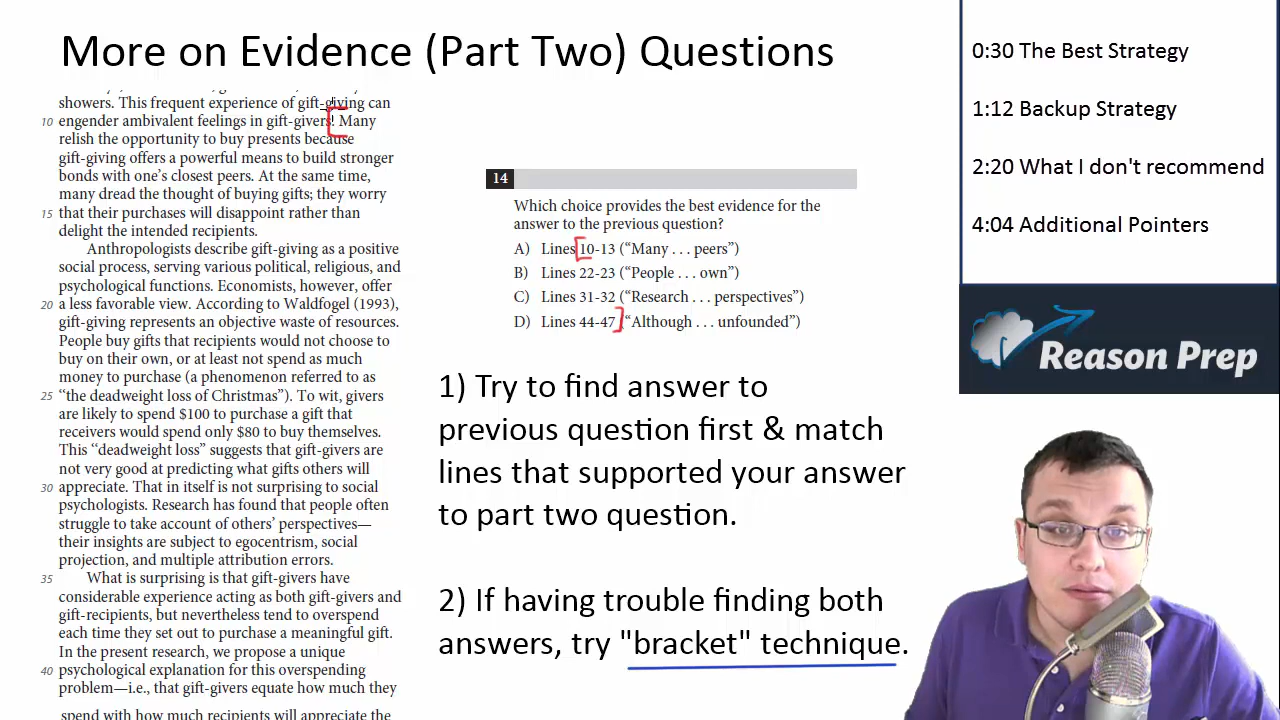 More on Evidence (Part Two) Questions
showers. This frequent experience of gift-giving can
10 engender ambivalent feelings in gift-givers. Many
relish the opportunity to buy presents because
gift-giving offers a powerful means to build stronger
bonds with one's closest peers. At the same time,
many dread the thought of buying gifts; they worry
15 that their purchases will disappoint rather than
delight the intended recipients.
Anthropologists describe gift-giving as a positive
social process, serving various political, religious, and
psychological functions. Economists, however, offer
20 a less favorable view. According to Waldfogel (1993),
gift-giving represents an objective waste of resources.
People buy gifts that recipients would not choose to
buy on their own, or at least not spend as much
money to purchase (a phenomenon referred to as
25 “the deadweight loss of Christmas”). To wit, givers
are likely to spend $100 to purchase a gift that
receivers would spend only $80 to buy themselves.
This “deadweight loss” suggests that gift-givers are
not very good at predicting what gifts others will
30 appreciate. That in itself is not surprising to social
psychologists. Research has found that people often
struggle to take account of others' perspectives—
their insights are subject to egocentrism, social
projection, and multiple attribution errors.
35 What is surprising is that gift-givers have
considerable experience acting as both gift-givers and
gift-recipients, but nevertheless tend to overspend
each time they set out to purchase a meaningful gift.
In the present research, we propose a unique
40 psychological explanation for this overspending
problem—i.e., that gift-givers equate how much they
spend with how much recipients will appreciate the
14
Which choice provides the best evidence for the
answer to the previous question?
A) Lines 10-13 (“Many . . . peers”)
B) Lines 22-23 (“People . . . own”)
C) Lines 31-32 (“Research . . . perspectives”)
D) Lines 44-47 (“Although . . . unfounded”)
1) Try to find answer to
previous question first & match
lines that supported your answer
to part two question.
2) If having trouble finding both
answers, try "bracket" technique.
0:30 The Best Strategy
1:12 Backup Strategy
2:20 What I don't recommend
4:04 Additional Pointers
Reason Prep